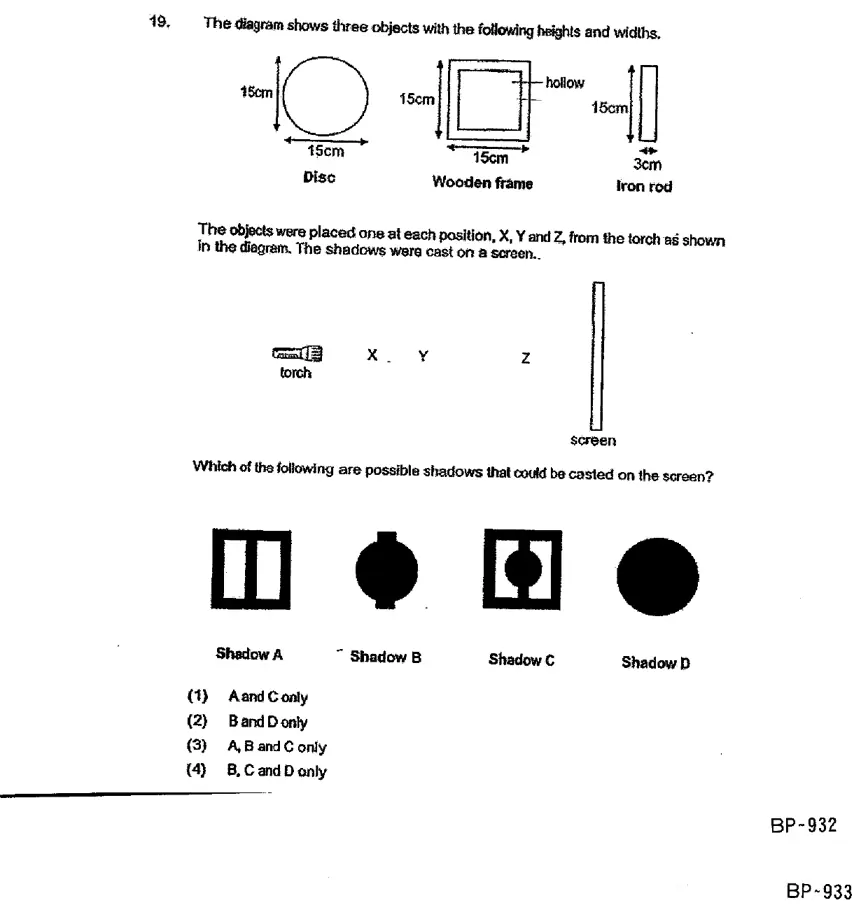 19. The diagram shows three objects with the following heights and widths.
15cm
15cm
hollow
15cm
15cm
15cm
3cm
Disc
Wooden frame
Iron rod
The objects were placed one at each position, X, Y and Z, from the torch as shown
in the diagram. The shadows were cast on a screen..
X
Y
Z
torch
screen
Which of the following are possible shadows that could be casted on the screen?
Shadow A
Shadow B
Shadow C
Shadow D
(1) A and C only
(2) B and D only
(3) A, B and C only
(4) B, C and D only
BP-932
BP-933